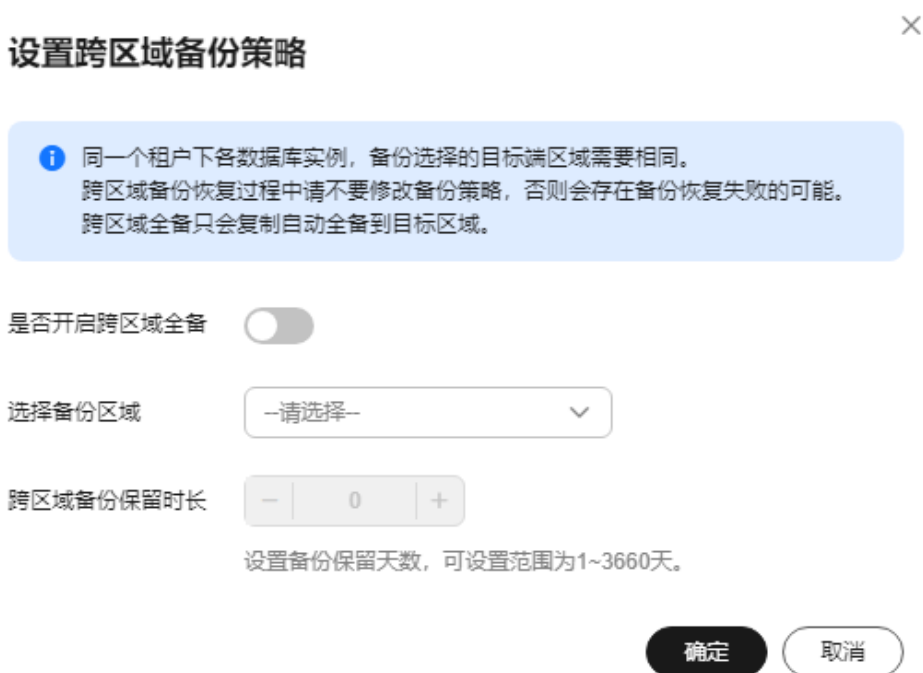 设置跨区域备份策略
同一个租户下各数据库实例，备份选择的目标端区域需要相同。
跨区域备份恢复过程中请不要修改备份策略，否则会存在备份恢复失败的可能。
跨区域全备只会复制自动全备到目标区域。
是否开启跨区域全备
选择备份区域
--请选择--
跨区域备份保留时长
− 0 +
设置备份保留天数，可设置范围为1~3660天。
确定 取消